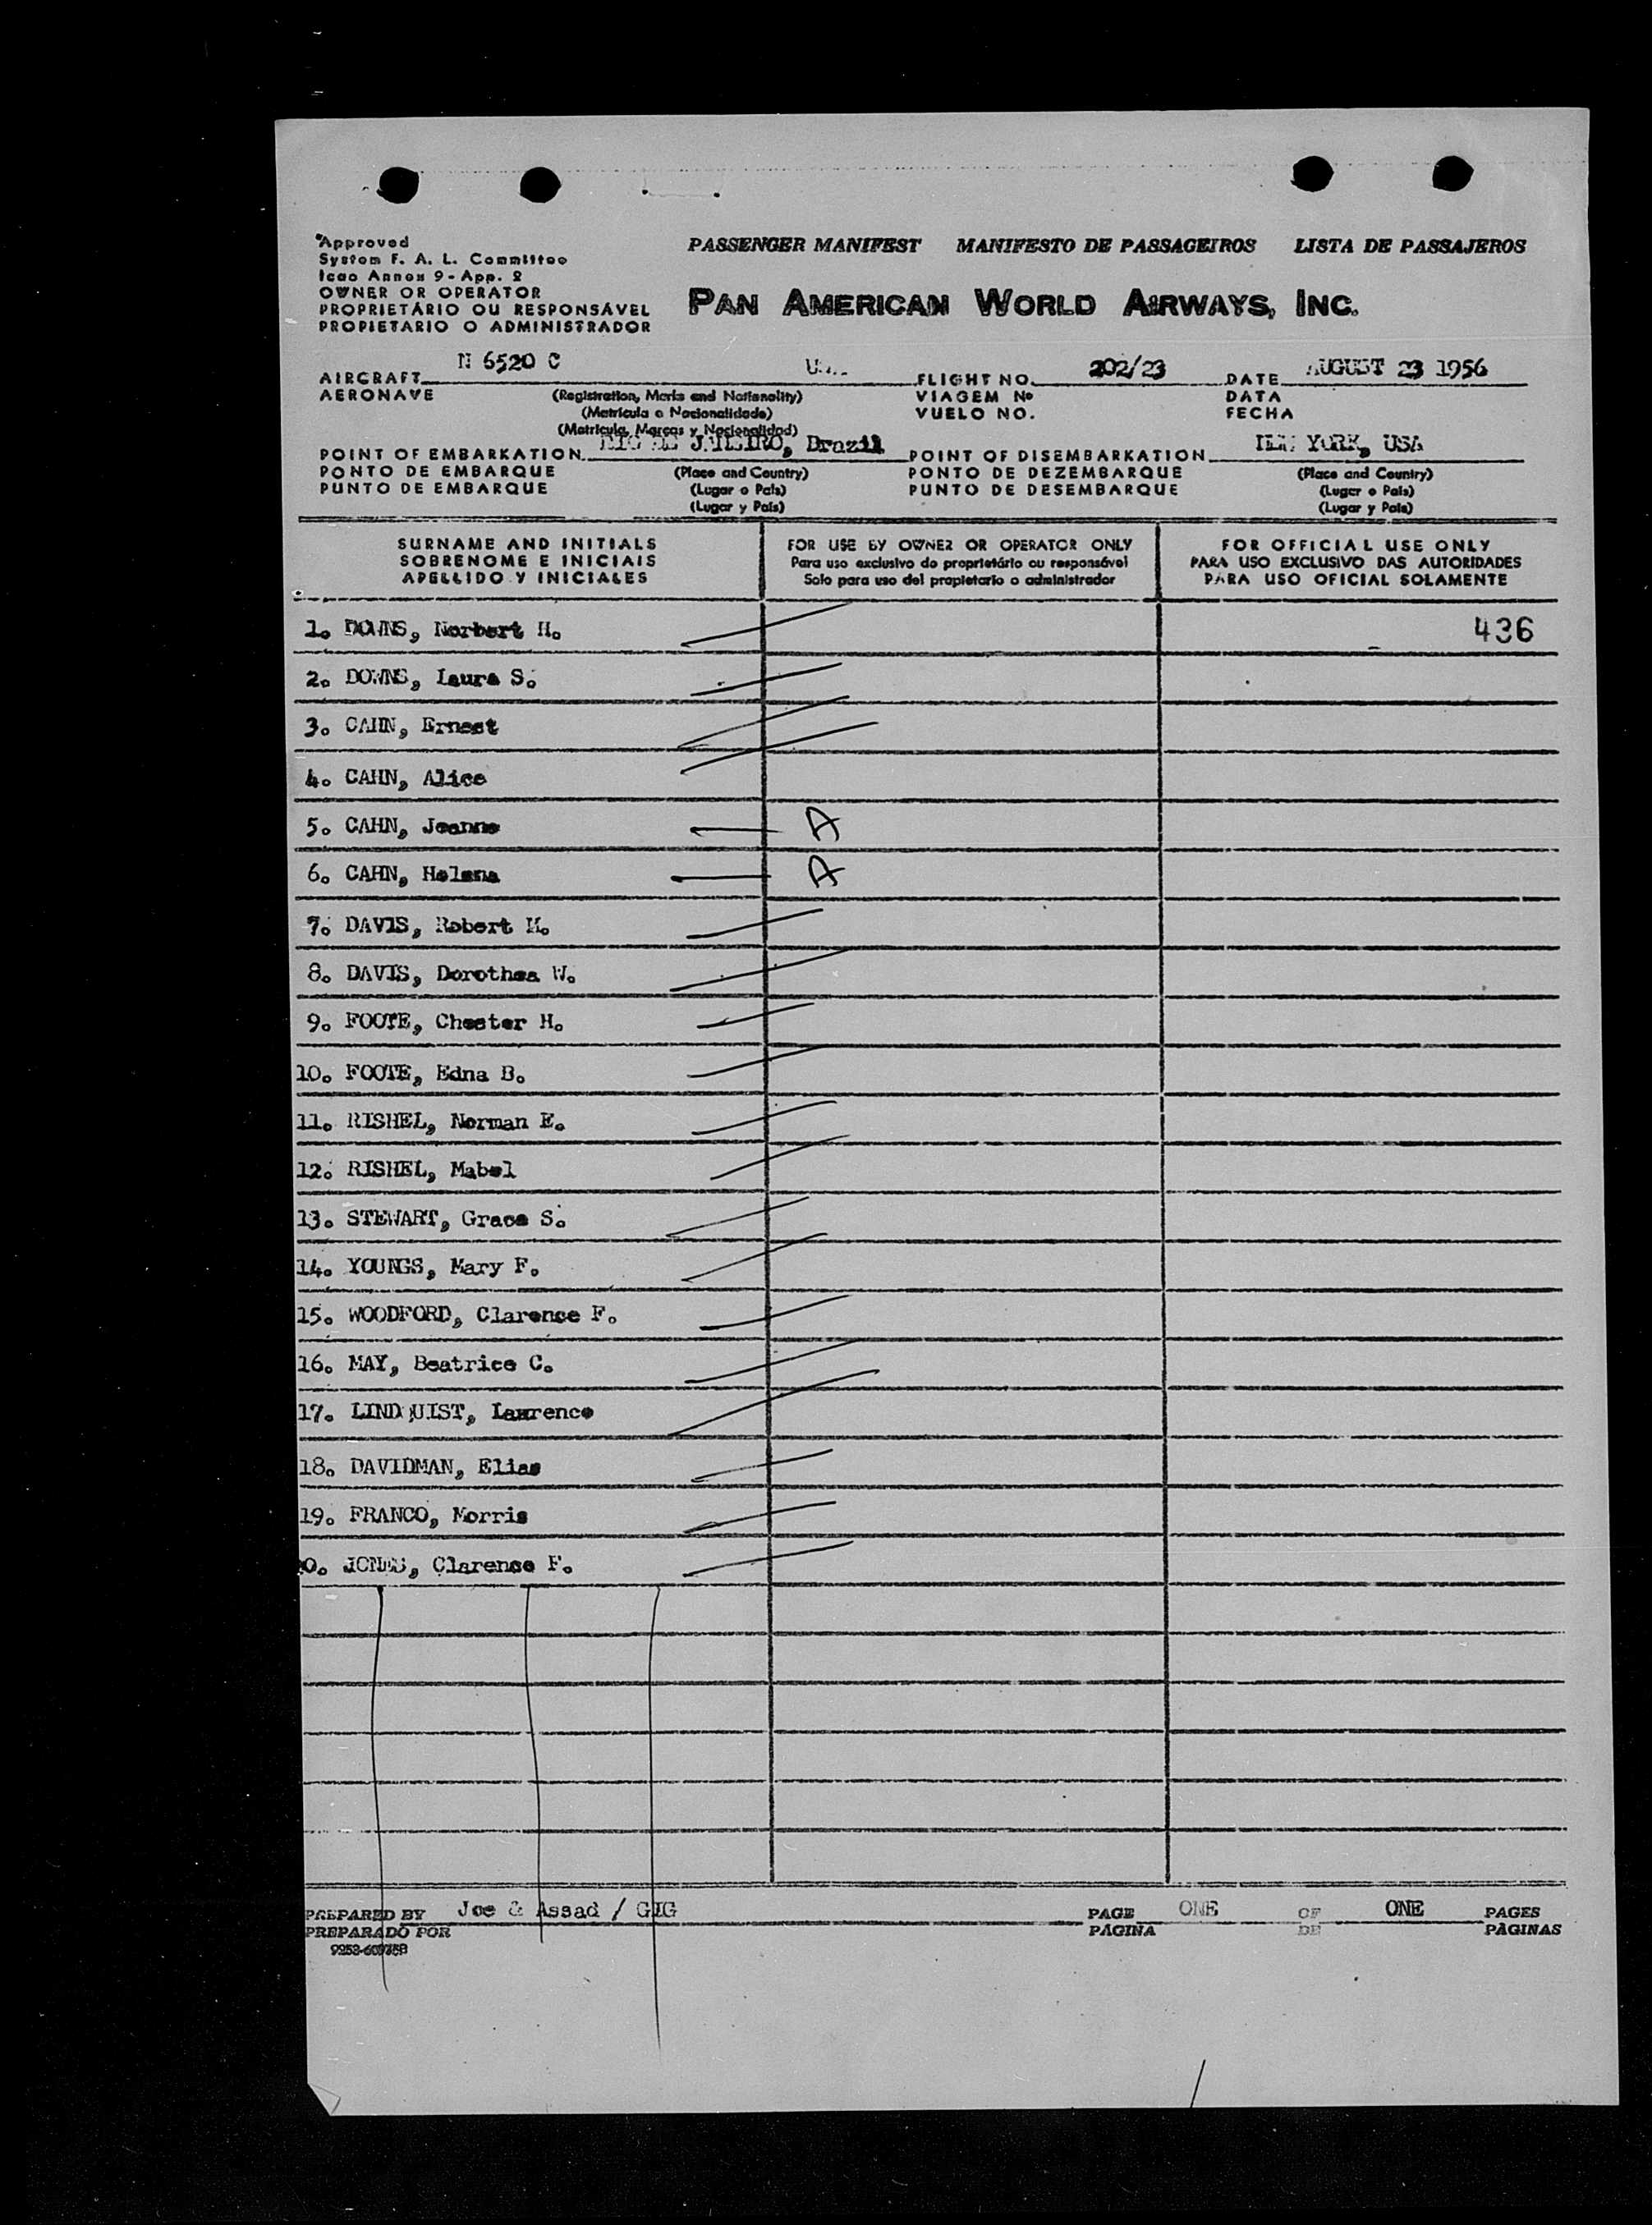 Approved
System F. A. L. Committee
Icao Annex 9 - App. 2
OWNER OR OPERATOR
PROPRIETÁRIO OU RESPONSÁVEL
PROPIETARIO O ADMINISTRADOR
PASSENGER MANIFEST MANIFESTO DE PASSAGEIROS LISTA DE PASSAJEROS
PAN AMERICAN WORLD AIRWAYS, INC.
AIRCRAFT N 6520 C FLIGHT NO. 202/23 DATE AUGUST 23 1956
AERONAVE (Registration, Marks and Nationality) VIAGEM Nº DATA
(Matrícula e Nacionalidade) VUELO NO. FECHA
(Matrícula, Marcas y Nacionalidad)
POINT OF EMBARKATION RIO DE JANEIRO, Brazil POINT OF DISEMBARKATION NEW YORK, USA
PONTO DE EMBARQUE (Place and Country) PONTO DE DEZEMBARQUE (Place and Country)
PUNTO DE EMBARQUE (Lugar o País) PUNTO DE DESEMBARQUE (Lugar o País)
(Lugar y País) (Lugar y País)
SURNAME AND INITIALS FOR USE BY OWNER OR OPERATOR ONLY FOR OFFICIAL USE ONLY
SOBRENOME E INICIAIS Para uso exclusivo do proprietário ou responsável PARA USO EXCLUSIVO DAS AUTORIDADES
APELLIDO Y INICIALES Solo para uso del propietario o administrador PARA USO OFICIAL SOLAMENTE
1. DOWNS, Norbert H. 436
2. DOWNS, Laura S.
3. CAHN, Ernest
4. CAHN, Alice
5. CAHN, Jeanne A
6. CAHN, Helena A
7. DAVIS, Robert M.
8. DAVIS, Dorothea W.
9. FOOTE, Chester H.
10. FOOTE, Edna B.
11. RISHEL, Norman E.
12. RISHEL, Mabel
13. STEWART, Grace S.
14. YOUNGS, Mary F.
15. WOODFORD, Clarence F.
16. MAY, Beatrice C.
17. LINDQUIST, Lawrence
18. DAVIDMAN, Elias
19. FRANCO, Morris
0. JONES, Clarence F.
PREPARED BY Joe & Assad / GIG PAGE ONE OF ONE PAGES
PREPARADO POR PÁGINA DE PÁGINAS